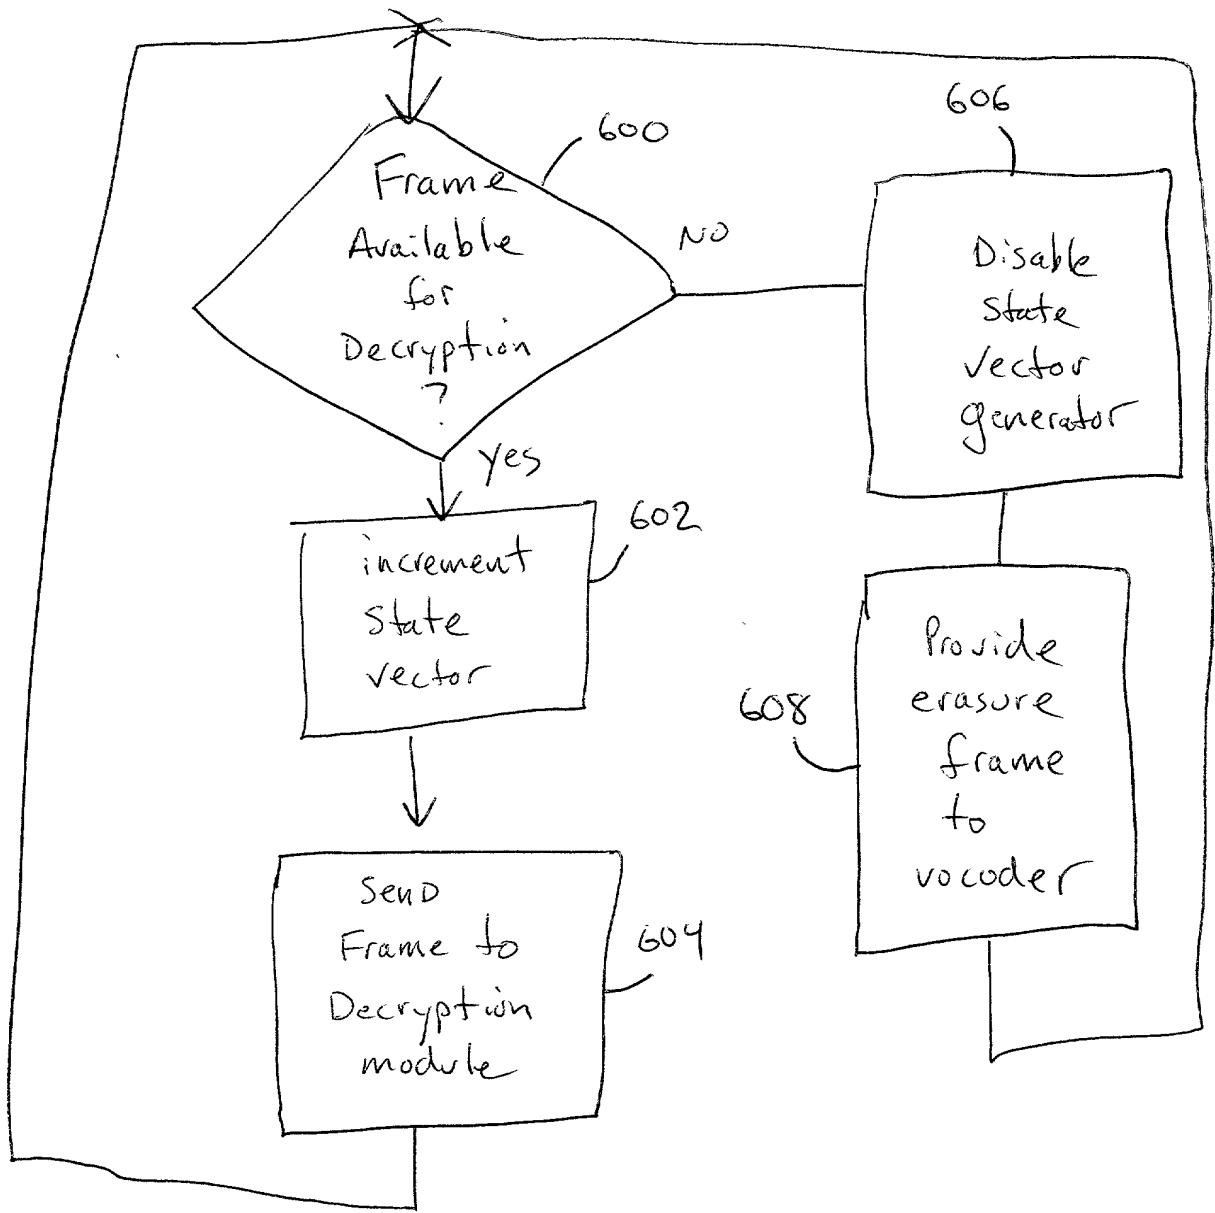 600
Frame
Available
for
Decryption
?
NO
606
Disable
state
vector
generator
yes
602
increment
state
vector
608
Provide
erasure
frame
to
vocoder
604
Send
Frame to
Decryption
module